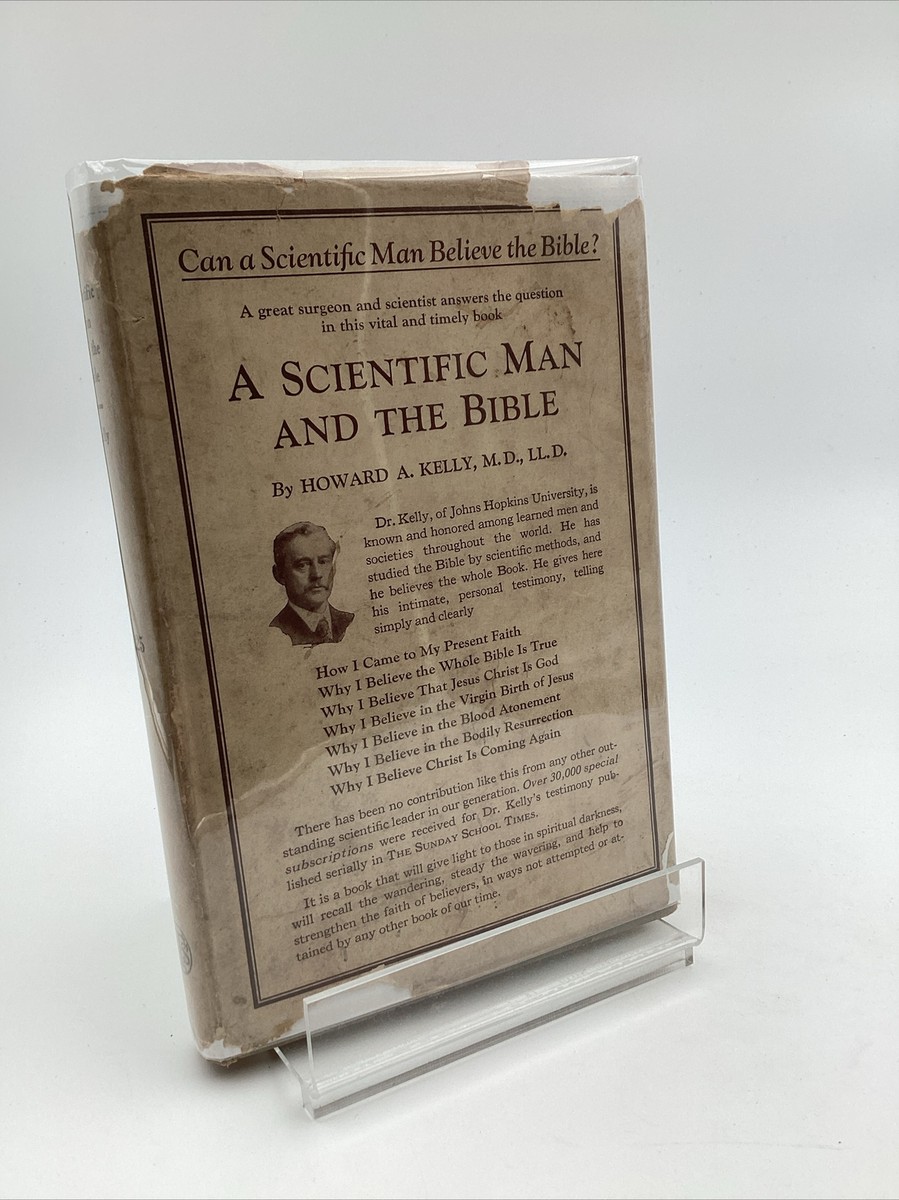 Can a Scientific Man Believe the Bible?
A great surgeon and scientist answers the question
in this vital and timely book
A SCIENTIFIC MAN
AND THE BIBLE
By HOWARD A. KELLY, M.D., LL.D.
Dr. Kelly, of Johns Hopkins University, is
known and honored among learned men and
societies throughout the world. He has
studied the Bible by scientific methods, and
he believes the whole Book. He gives here
his intimate, personal testimony, telling
simply and clearly
How I Came to My Present Faith
Why I Believe the Whole Bible Is True
Why I Believe That Jesus Christ Is God
Why I Believe in the Virgin Birth of Jesus
Why I Believe in the Blood Atonement
Why I Believe in the Bodily Resurrection
Why I Believe Christ Is Coming Again
There has been no contribution like this from any other out-
standing scientific leader in our generation. Over 30,000 special
subscriptions were received for Dr. Kelly's testimony pub-
lished serially in THE SUNDAY SCHOOL TIMES.
It is a book that will give light to those in spiritual darkness,
will recall the wandering, steady the wavering, and help to
strengthen the faith of believers, in ways not attempted or at-
tained by any other book of our time.